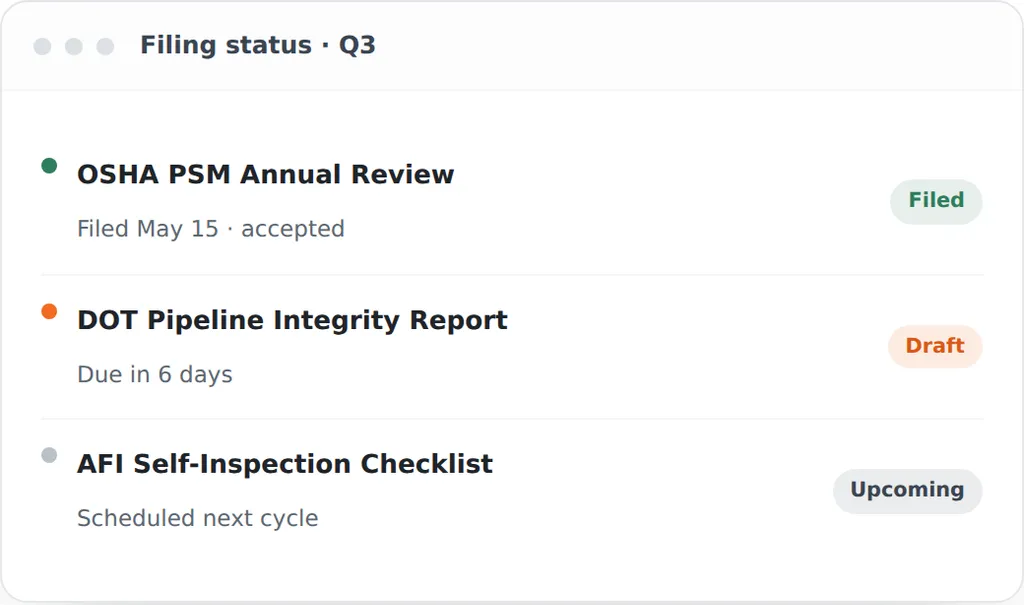 Filing status · Q3
OSHA PSM Annual Review
Filed May 15 · accepted
Filed
DOT Pipeline Integrity Report
Due in 6 days
Draft
AFI Self-Inspection Checklist
Scheduled next cycle
Upcoming